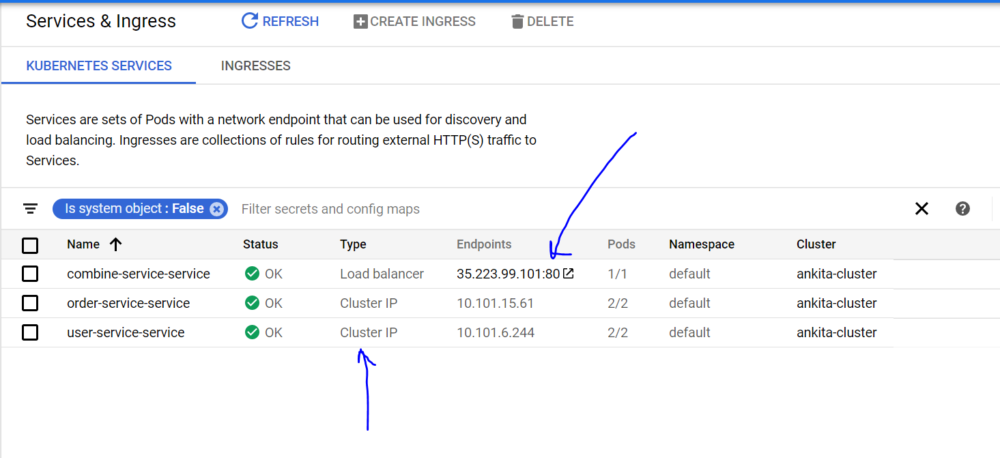 Services & Ingress REFRESH CREATE INGRESS DELETE
KUBERNETES SERVICES INGRESSES
Services are sets of Pods with a network endpoint that can be used for discovery and
load balancing. Ingresses are collections of rules for routing external HTTP(S) traffic to
Services.
Is system object : False Filter secrets and config maps
Name Status Type Endpoints Pods Namespace Cluster
combine-service-service OK Load balancer 35.223.99.101:80 1/1 default ankita-cluster
order-service-service OK Cluster IP 10.101.15.61 2/2 default ankita-cluster
user-service-service OK Cluster IP 10.101.6.244 2/2 default ankita-cluster